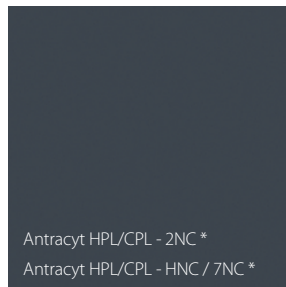 Antracyt HPL/CPL - 2NC *
Antracyt HPL/CPL - HNC / 7NC *